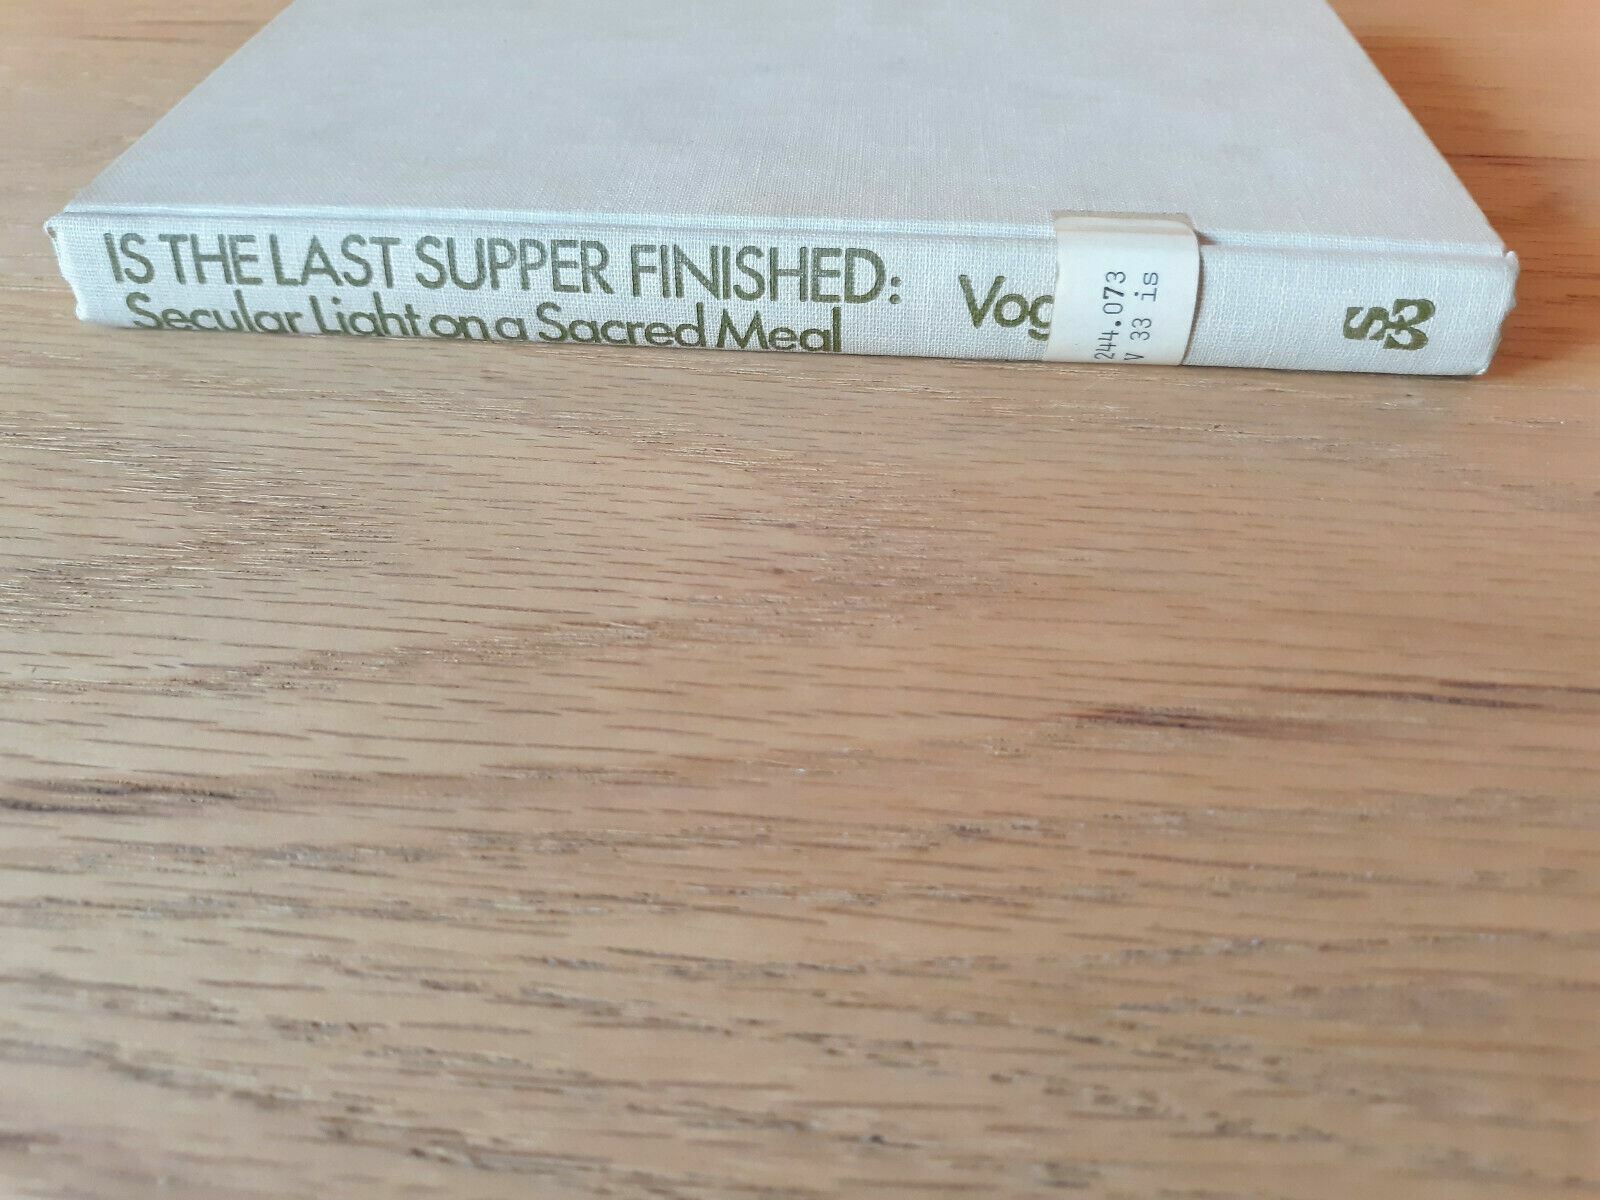 IS THE LAST SUPPER FINISHED:
Secular Light on a Sacred Meal
Vog
244.073
V 33 is